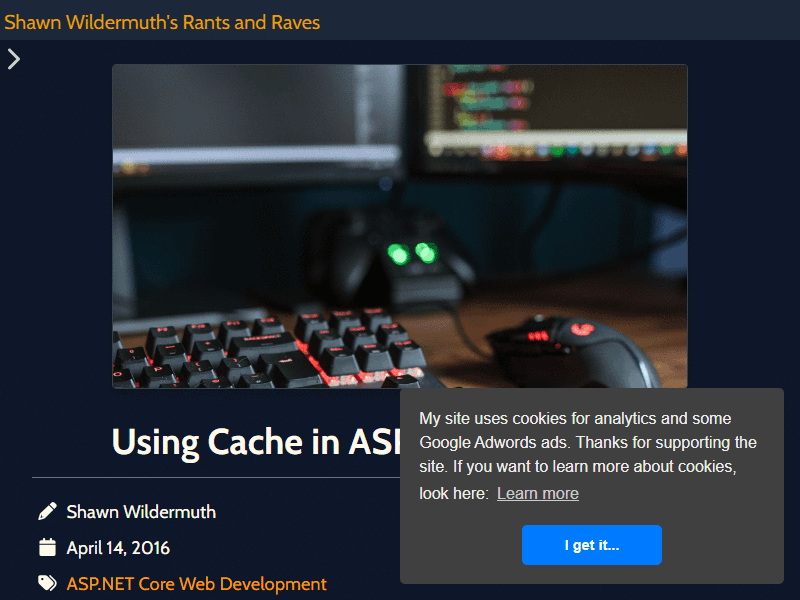 Shawn Wildermuth's Rants and Raves
Using Cache in
My site uses cookies for analytics and some
Google Adwords ads. Thanks for supporting the
site. If you want to learn more about cookies,
look here: Learn more
I get it...
Shawn Wildermuth
April 14, 2016
ASP.NET Core Web Development